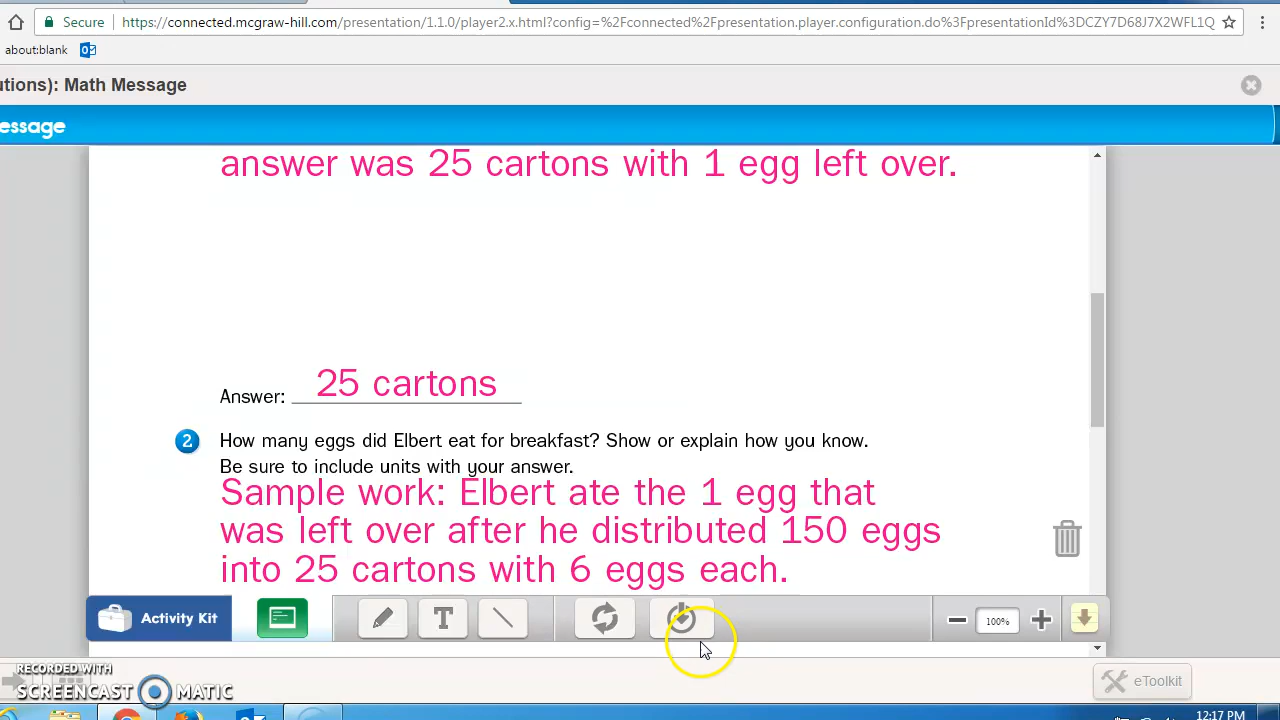 Secure
https://connected.mcgraw-hill.com/presentation/1.1.0/player2.x.html?config=%2Fconnected%2Fpresentation.player.configuration.do%3FpresentationId%3DCZY7D68J7X2WFL1Q
about:blank
utions): Math Message
essage
answer was 25 cartons with 1 egg left over.
Answer: 25 cartons
2 How many eggs did Elbert eat for breakfast? Show or explain how you know.
Be sure to include units with your answer.
Sample work: Elbert ate the 1 egg that
was left over after he distributed 150 eggs
into 25 cartons with 6 eggs each.
Activity Kit
T
100%
RECORDED WITH
SCREENCAST MATIC
eToolkit
12:17 PM